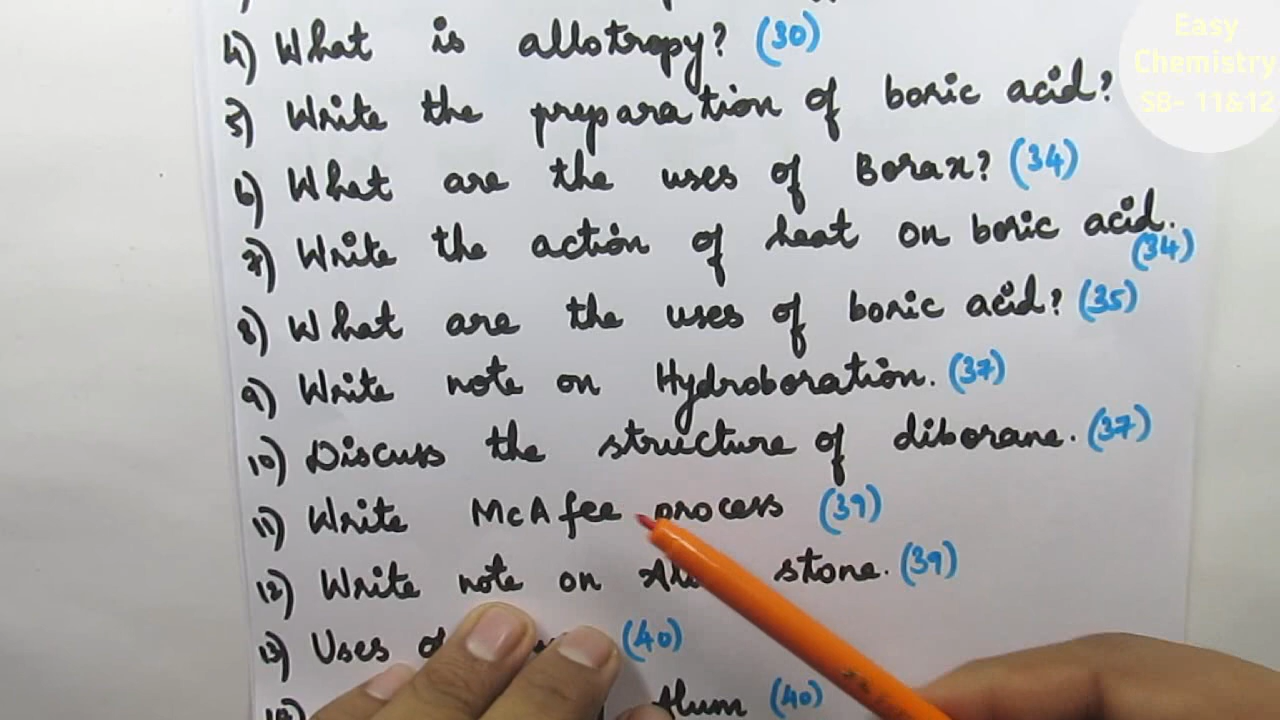 4) What is allotropy? (30)
5) Write the preparation of boric acid?
6) What are the uses of Borax? (34)
7) Write the action of heat on boric acid.
(34)
8) What are the uses of boric acid? (35)
9) Write note on Hydroboration. (37)
10) Discuss the structure of diborane. (37)
11) Write McAfee process (39)
12) Write note on stone. (39)
13) Uses of (40)
Alum (40)
Easy
Chemistry
SB- 11&12